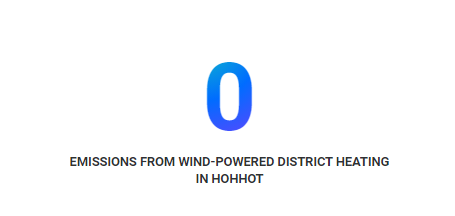 0
EMISSIONS FROM WIND-POWERED DISTRICT HEATING
IN HOHHOT